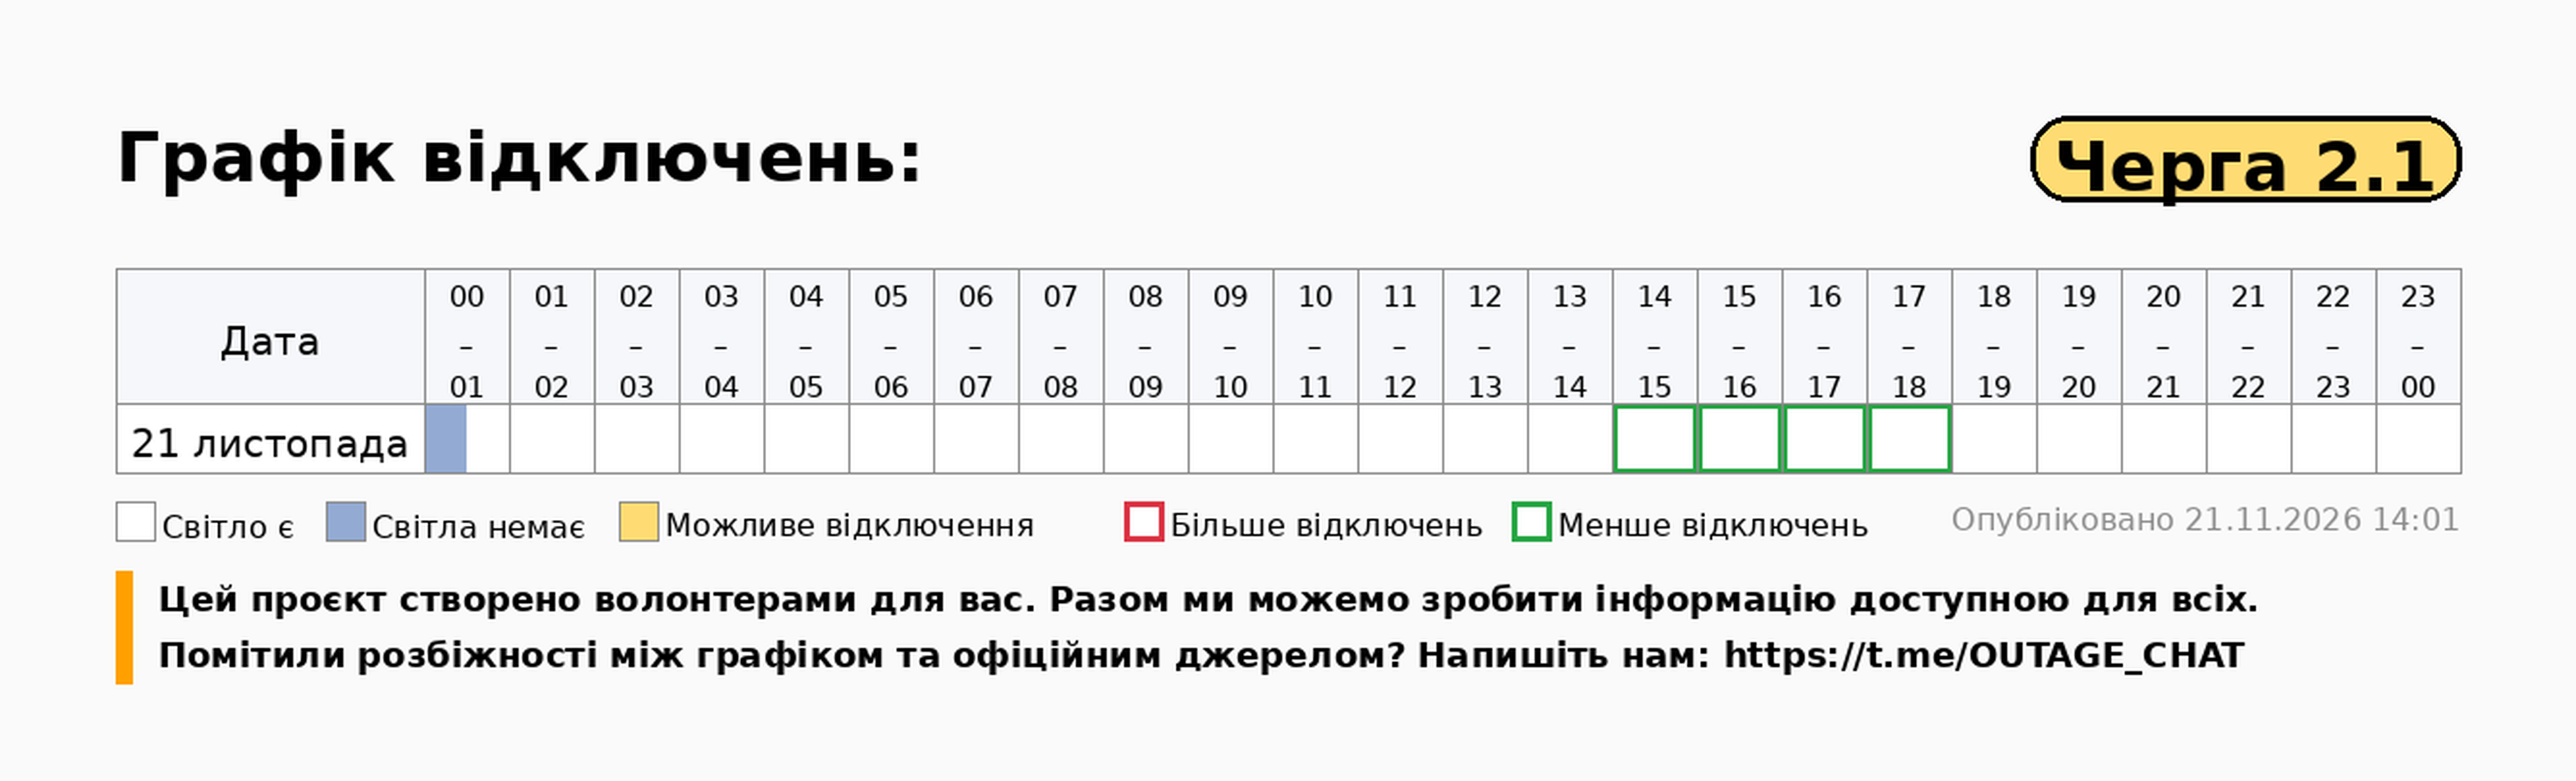 Графік відключень:
Черга 2.1
Дата
00 – 01
01 – 02
02 – 03
03 – 04
04 – 05
05 – 06
06 – 07
07 – 08
08 – 09
09 – 10
10 – 11
11 – 12
12 – 13
13 – 14
14 – 15
15 – 16
16 – 17
17 – 18
18 – 19
19 – 20
20 – 21
21 – 22
22 – 23
23 – 00
21 листопада
Світло є
Світла немає
Можливе відключення
Більше відключень
Менше відключень
Опубліковано 21.11.2026 14:01
Цей проєкт створено волонтерами для вас. Разом ми можемо зробити інформацію доступною для всіх.
Помітили розбіжності між графіком та офіційним джерелом? Напишіть нам: https://t.me/OUTAGE_CHAT